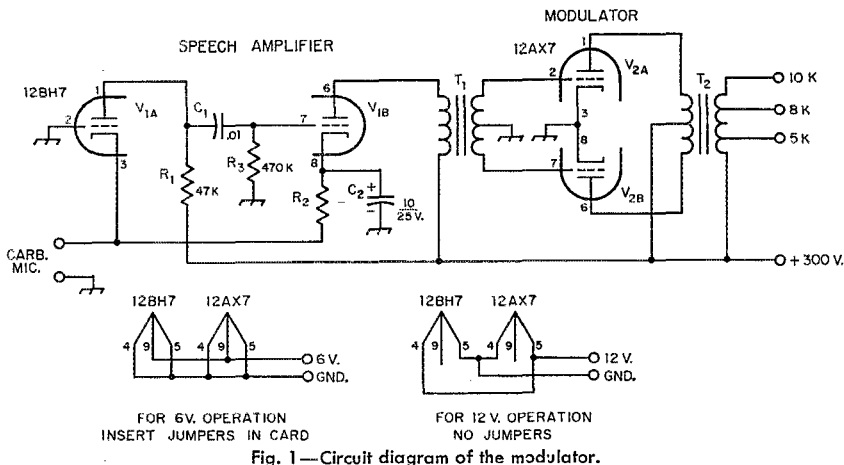 MODULATOR
SPEECH AMPLIFIER
12BH7
12AX7
V1A
V1B
V2A
V2B
1
2
3
C1
.01
R1
47K
R3
470K
6
7
8
R2
C2
+
-
10
25V.
T1
1
2
3
8
7
6
T2
10 K
8 K
5 K
+ 300 V.
CARB.
MIC.
12BH7 12AX7
4 9 5 4 9 5
6 V.
GND.
FOR 6V. OPERATION
INSERT JUMPERS IN CARD
12BH7 12AX7
4 9 5 4 9 5
12 V.
GND.
FOR 12 V. OPERATION
NO JUMPERS
Fig. 1—Circuit diagram of the modulator.